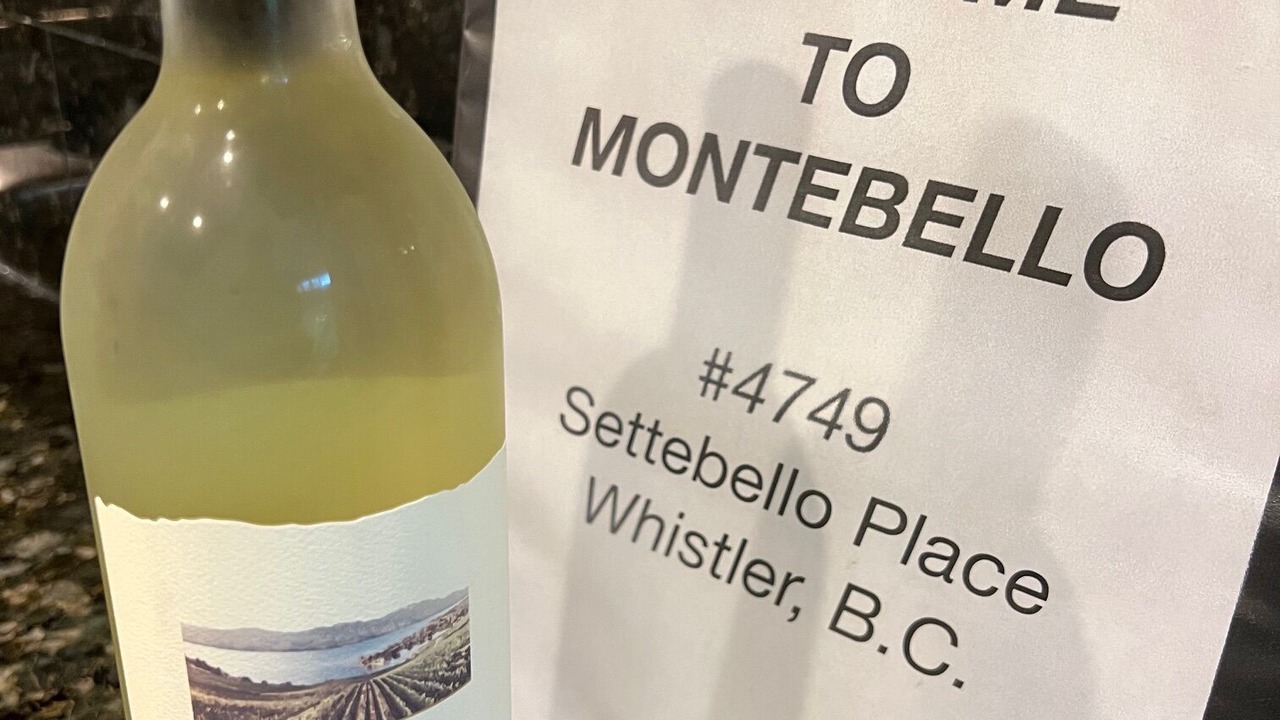 TO
MONTEBELLO
#4749
Settebello Place
Whistler, B.C.